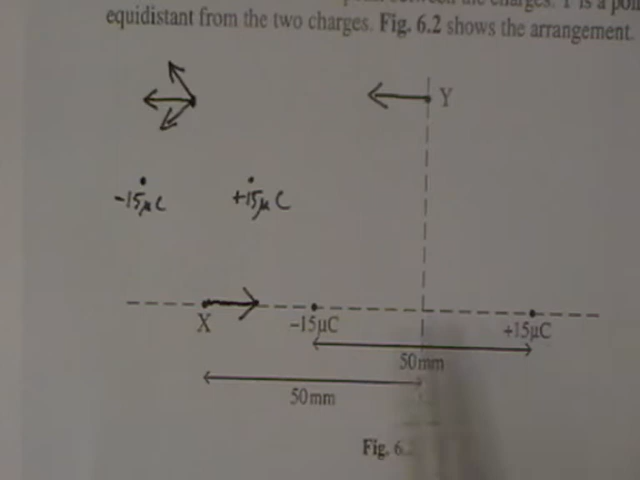 equidistant from the two charges. Fig. 6.2 shows the arrangement.
Y
-15μC +15μC
X -15μC +15μC
50mm
50mm
Fig. 6